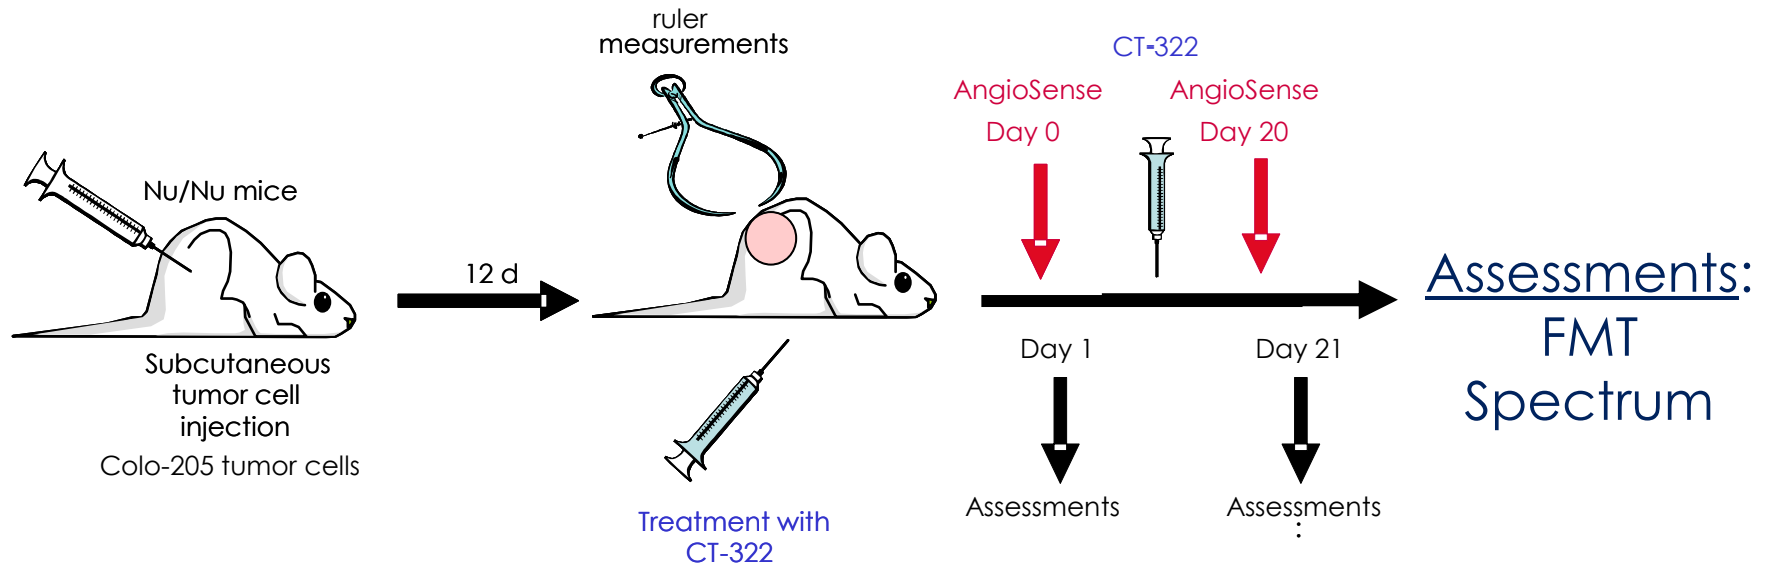 Nu/Nu mice
Subcutaneous
tumor cell
injection
Colo-205 tumor cells
12 d
ruler
measurements
Treatment with
CT-322
CT-322
AngioSense
Day 0
AngioSense
Day 20
Day 1
Day 21
Assessments
Assessments
:
Assessments:
FMT
Spectrum